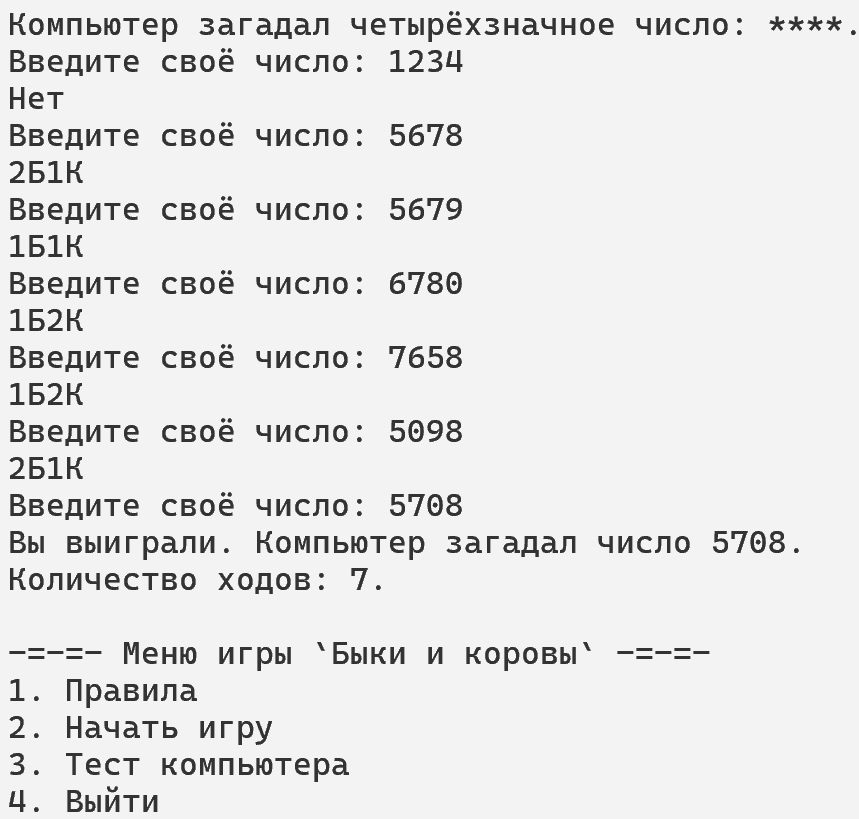 Компьютер загадал четырёхзначное число: ****.
Введите своё число: 1234
Нет
Введите своё число: 5678
2Б1К
Введите своё число: 5679
1Б1К
Введите своё число: 6780
1Б2К
Введите своё число: 7658
1Б2К
Введите своё число: 5098
2Б1К
Введите своё число: 5708
Вы выиграли. Компьютер загадал число 5708.
Количество ходов: 7.
-=-=- Меню игры `Быки и коровы` -=-=-
1. Правила
2. Начать игру
3. Тест компьютера
4. Выйти